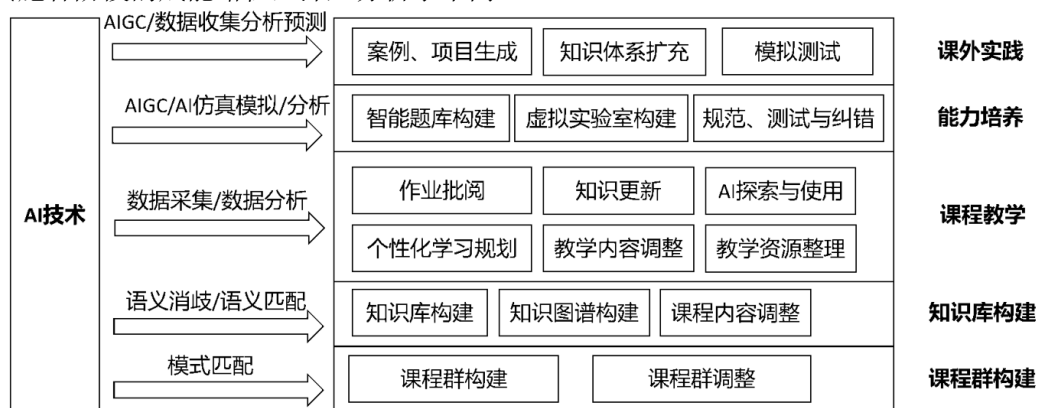 AIGC/数据收集分析预测
案例、项目生成 知识体系扩充 模拟测试 课外实践
AIGC/AI仿真模拟/分析
智能题库构建 虚拟实验室构建 规范、测试与纠错 能力培养
AI技术
数据采集/数据分析
作业批阅 知识更新 AI探索与使用
课程教学
个性化学习规划 教学内容调整 教学资源整理
语义消歧/语义匹配
知识库构建 知识图谱构建 课程内容调整 知识库构建
模式匹配
课程群构建 课程群调整 课程群构建